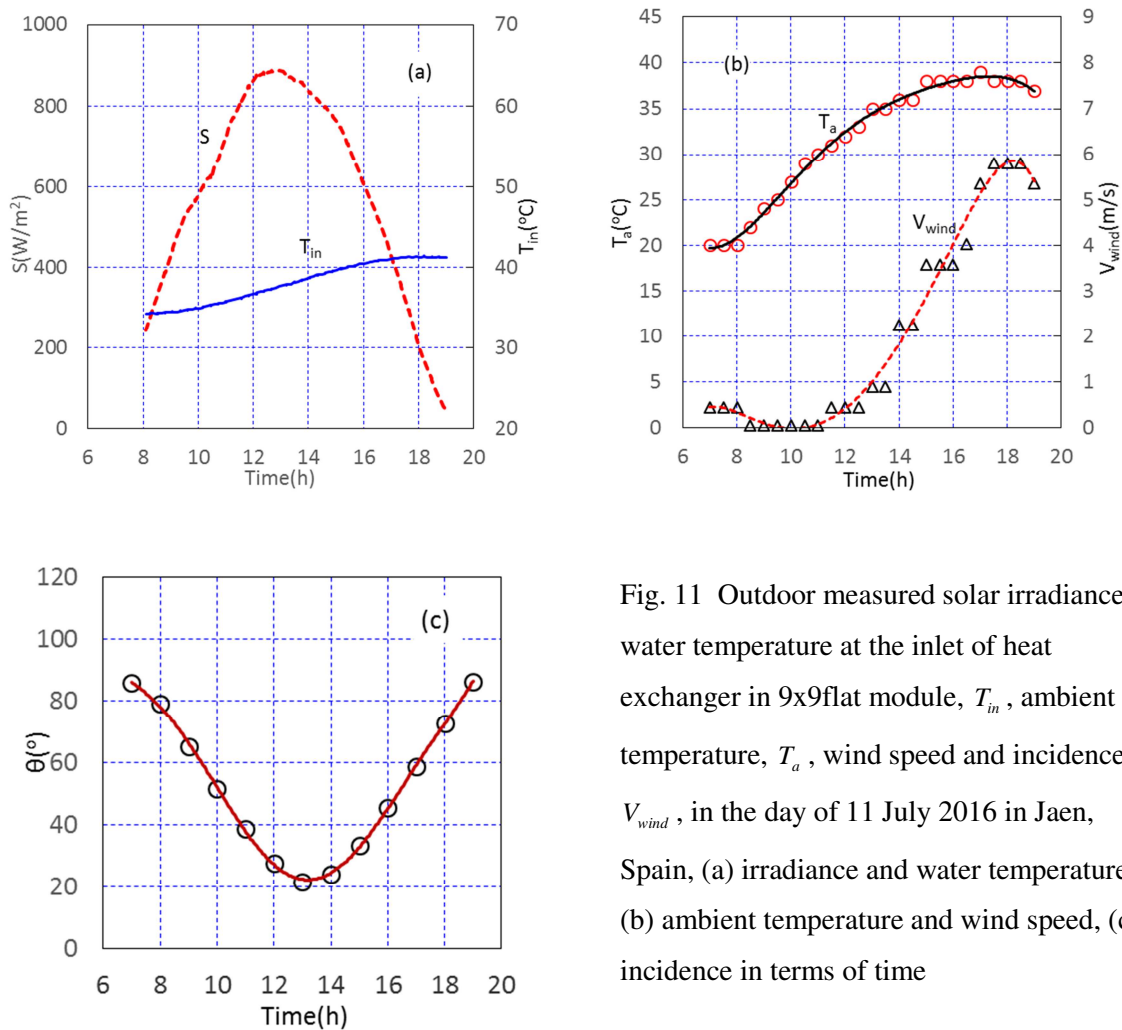 1000
800
600
400
200
0
S(W/m²)
6 8 10 12 14 16 18 20
Time(h)
70
60
50
40
30
20
T_in(°C)
(a)
S
T_in
45
40
35
30
25
20
15
10
5
0
T_a(°C)
6 8 10 12 14 16 18 20
Time(h)
9
8
7
6
5
4
3
2
1
0
V_wind(m/s)
(b)
T_a
V_wind
120
100
80
60
40
20
0
θ(°)
6 8 10 12 14 16 18 20
Time(h)
(c)
Fig. 11 Outdoor measured solar irradiance
water temperature at the inlet of heat
exchanger in 9x9flat module, T_in , ambient
temperature, T_a , wind speed and incidence
V_wind , in the day of 11 July 2016 in Jaen,
Spain, (a) irradiance and water temperature
(b) ambient temperature and wind speed, (c
incidence in terms of time